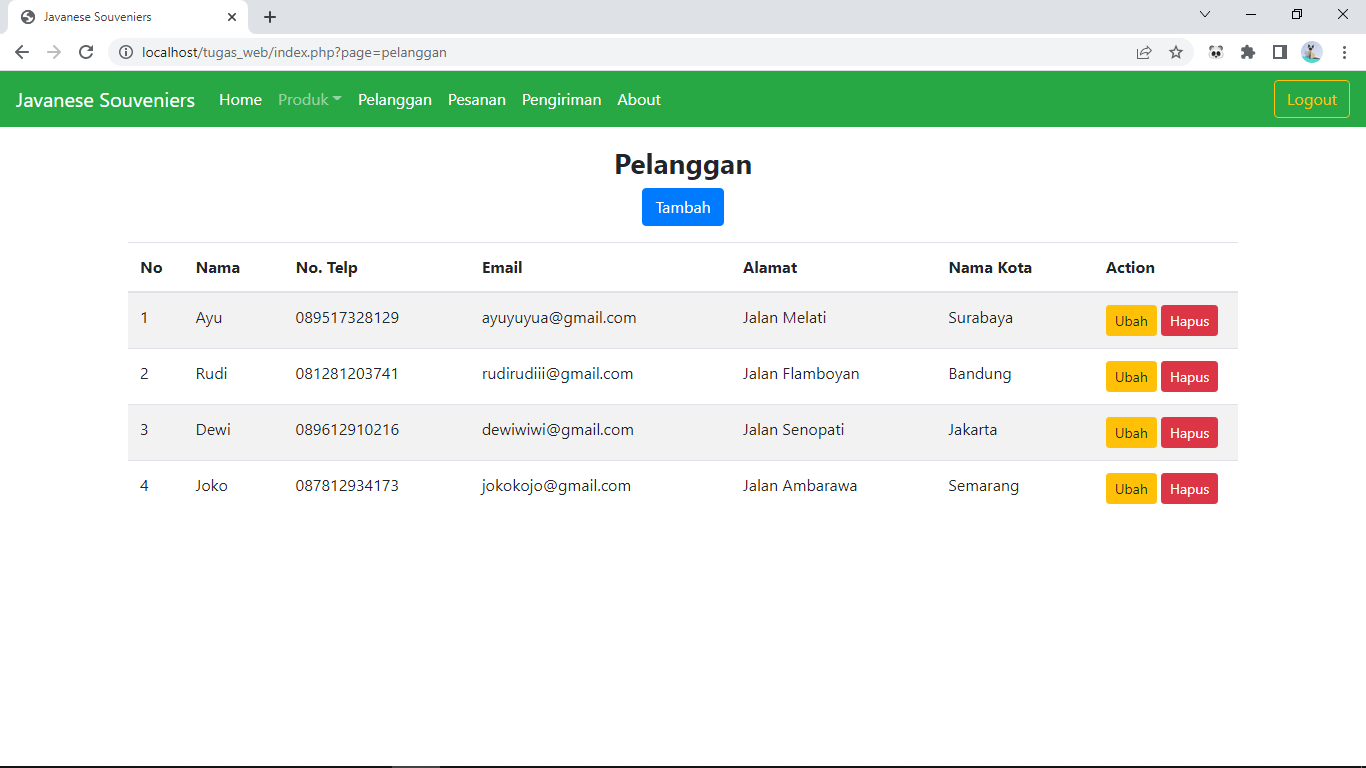 Javanese Souveniers
localhost/tugas_web/index.php?page=pelanggan
Javanese Souveniers Home Produk Pelanggan Pesanan Pengiriman About Logout
Pelanggan
Tambah
No Nama No. Telp Email Alamat Nama Kota Action
1 Ayu 089517328129 ayuyuyua@gmail.com Jalan Melati Surabaya Ubah Hapus
2 Rudi 081281203741 rudirudiii@gmail.com Jalan Flamboyan Bandung Ubah Hapus
3 Dewi 089612910216 dewiwiwi@gmail.com Jalan Senopati Jakarta Ubah Hapus
4 Joko 087812934173 jokokojo@gmail.com Jalan Ambarawa Semarang Ubah Hapus